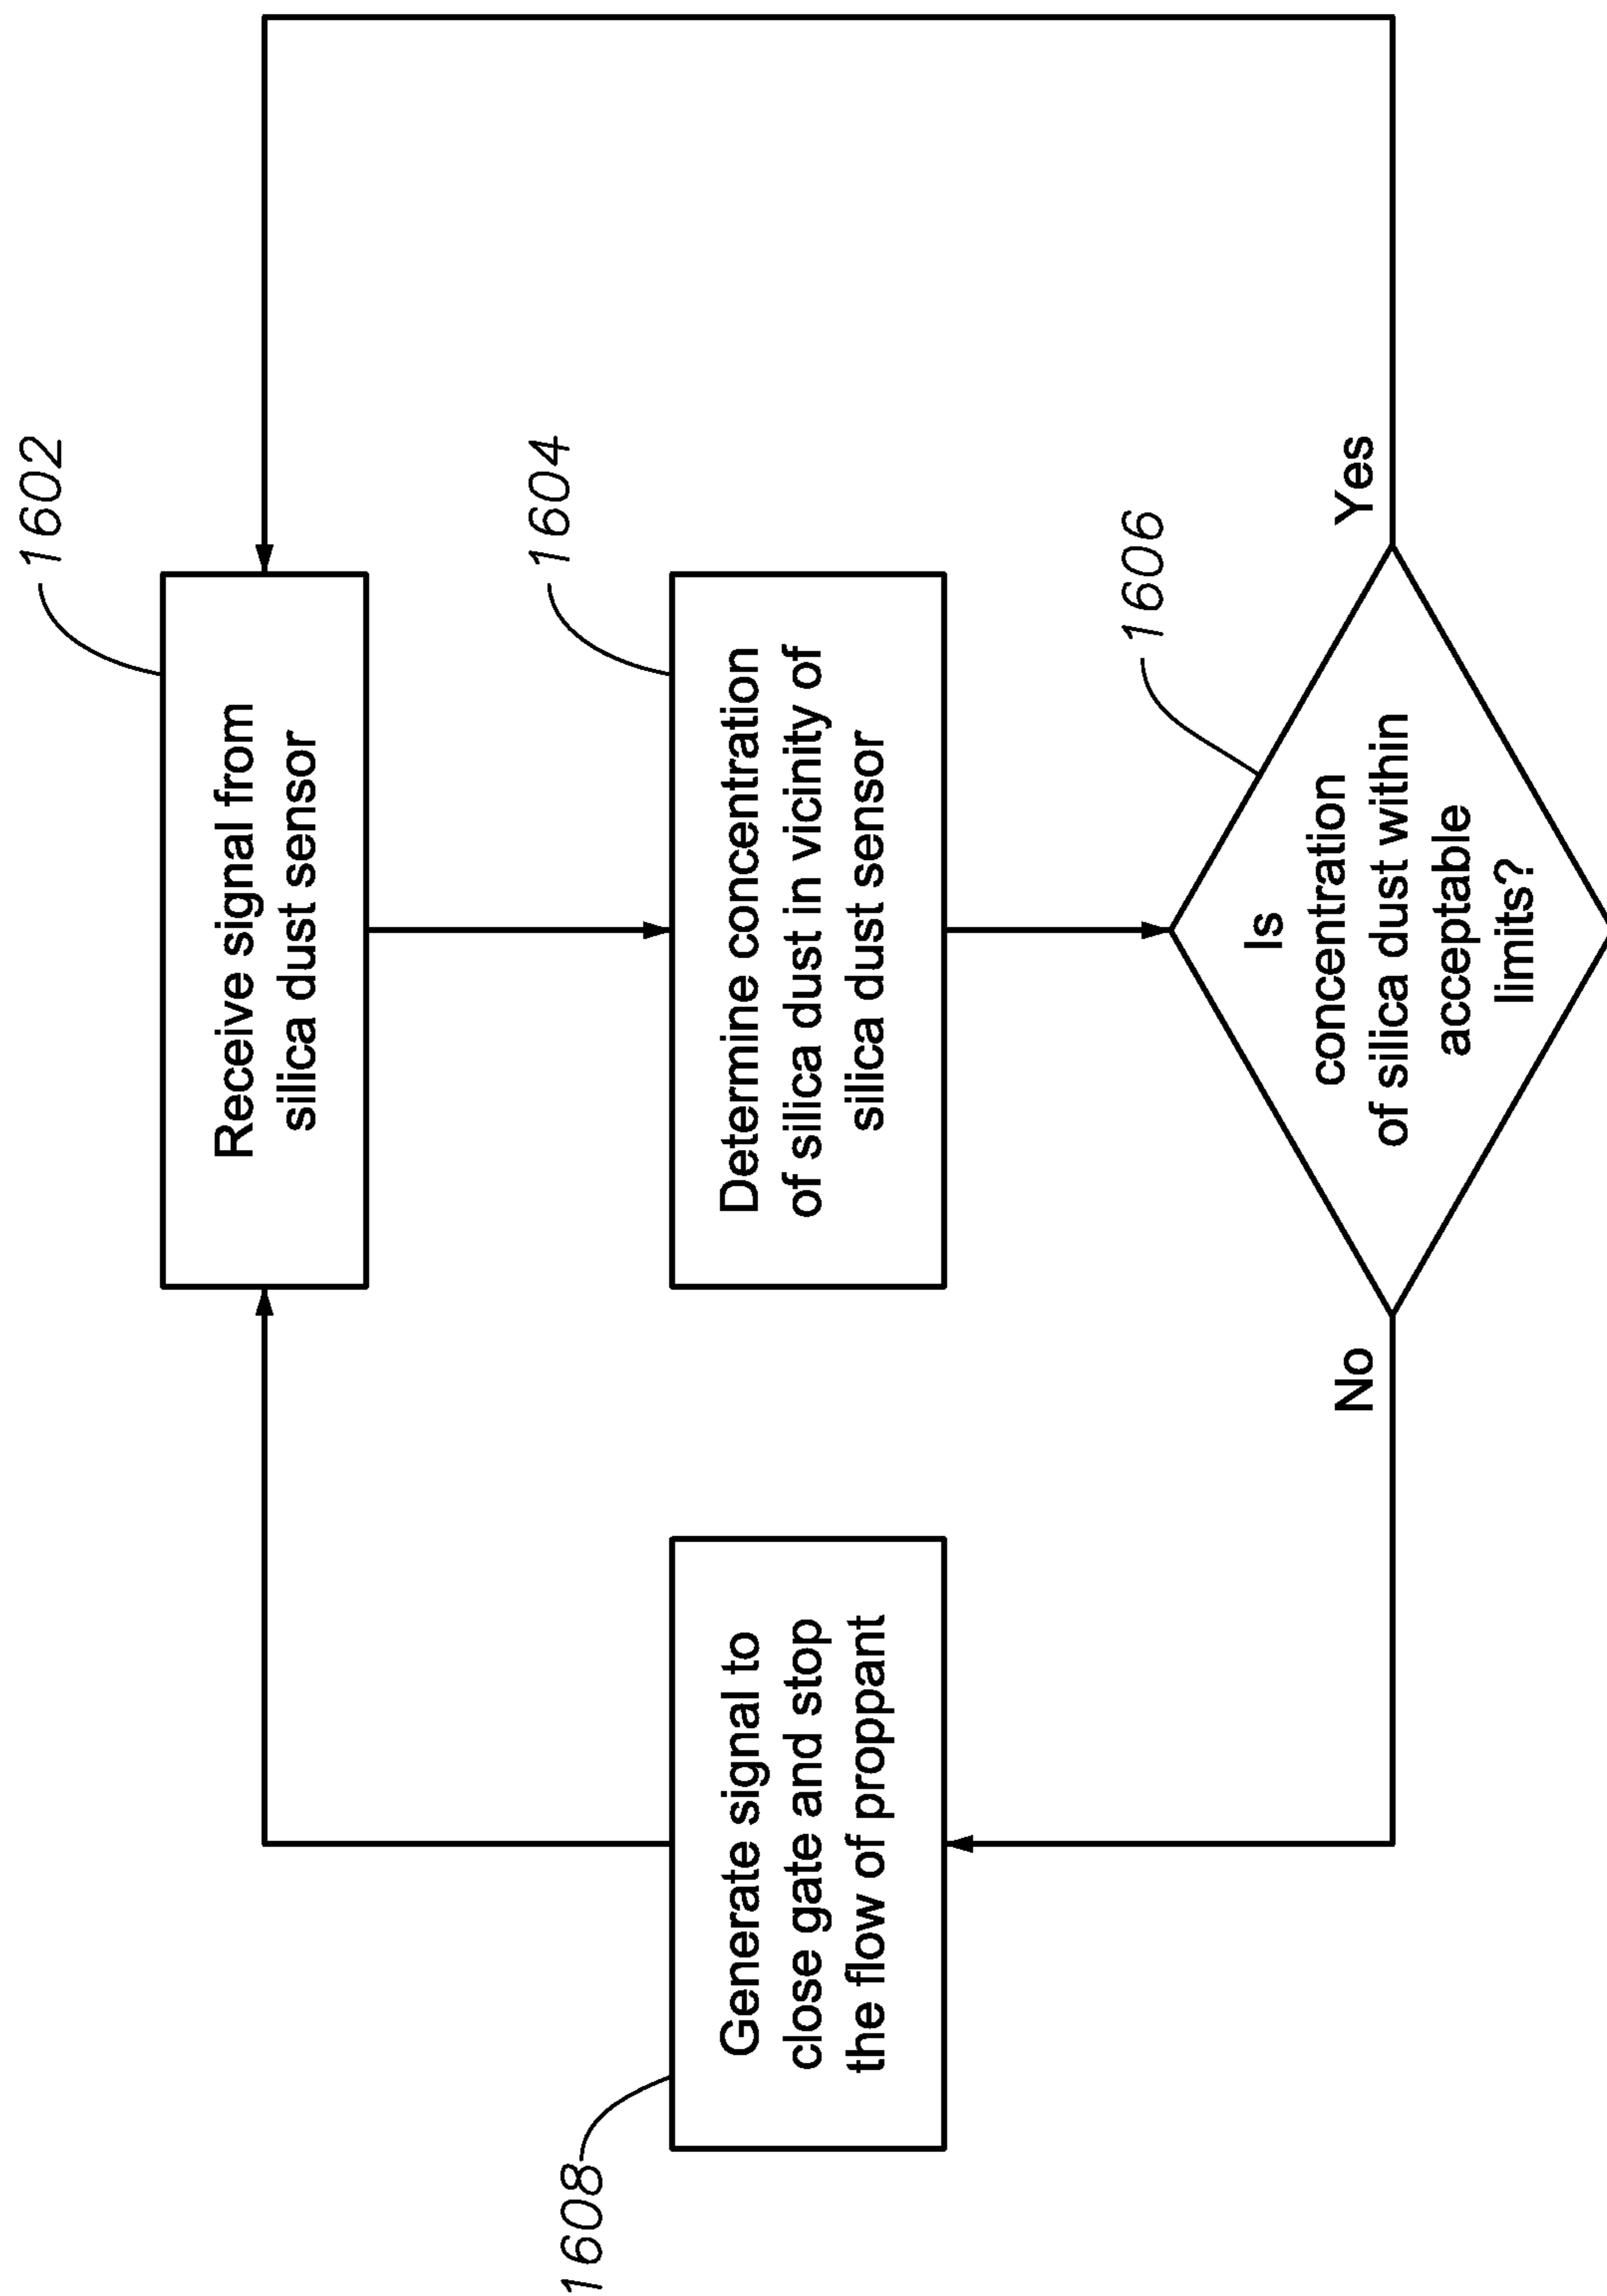 1602
Receive signal from
silica dust sensor
1604
Determine concentration
of silica dust in vicinity of
silica dust sensor
1606
Is
concentration
of silica dust within
acceptable
limits?
Yes
No
1608
Generate signal to
close gate and stop
the flow of proppant